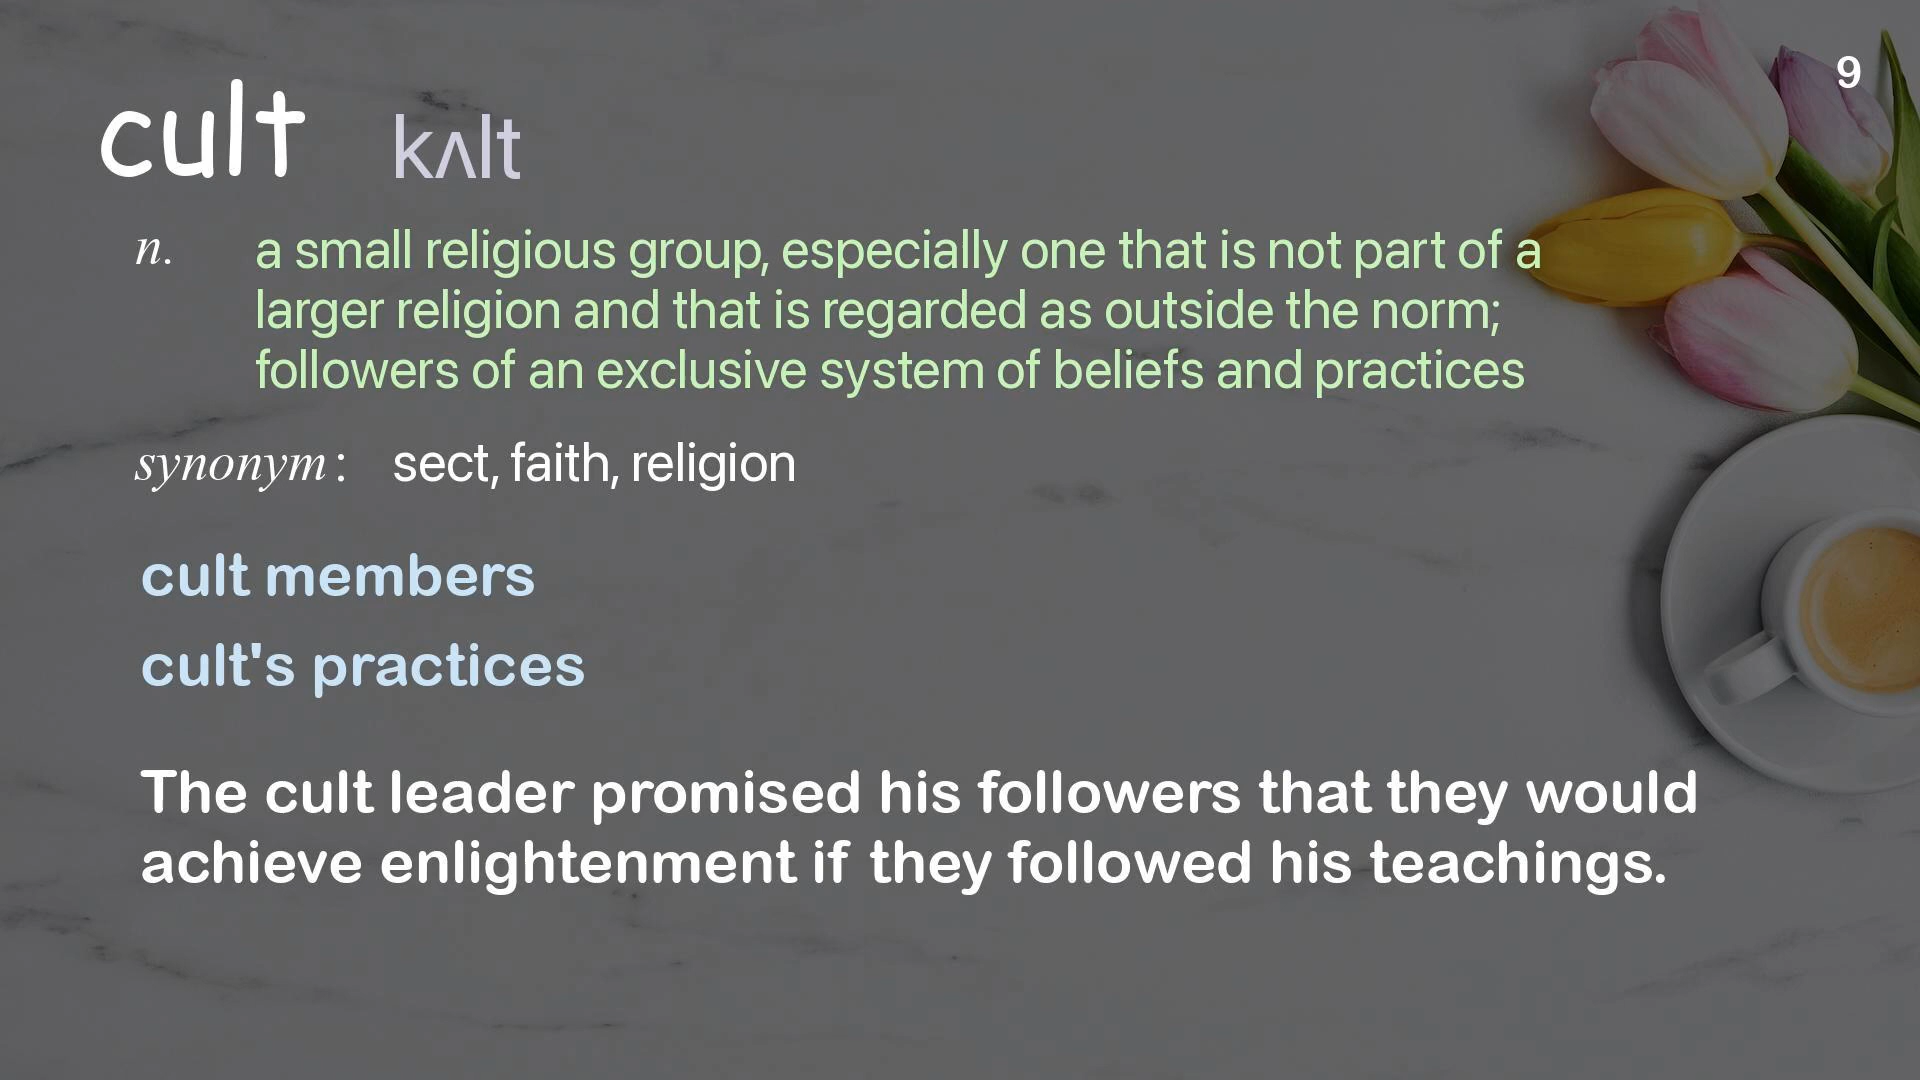 9
cult kʌlt
n. a small religious group, especially one that is not part of a
larger religion and that is regarded as outside the norm;
followers of an exclusive system of beliefs and practices
synonym: sect, faith, religion
cult members
cult's practices
The cult leader promised his followers that they would
achieve enlightenment if they followed his teachings.